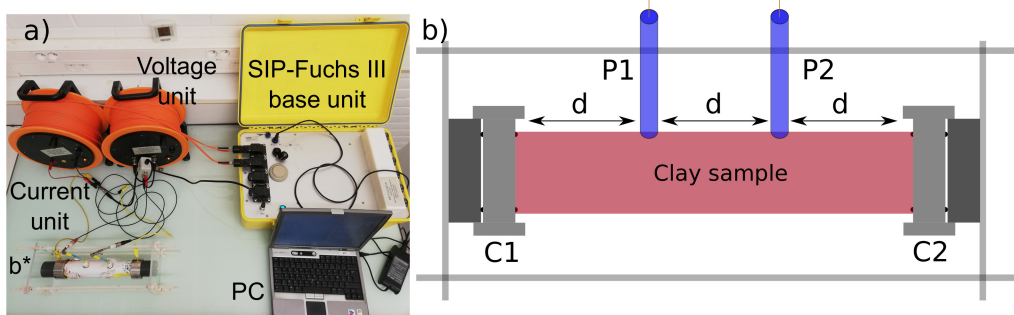 a)
Voltage
unit
SIP-Fuchs III
base unit
Current
unit
b*
PC
b)
P1
P2
d
d
d
Clay sample
C1
C2